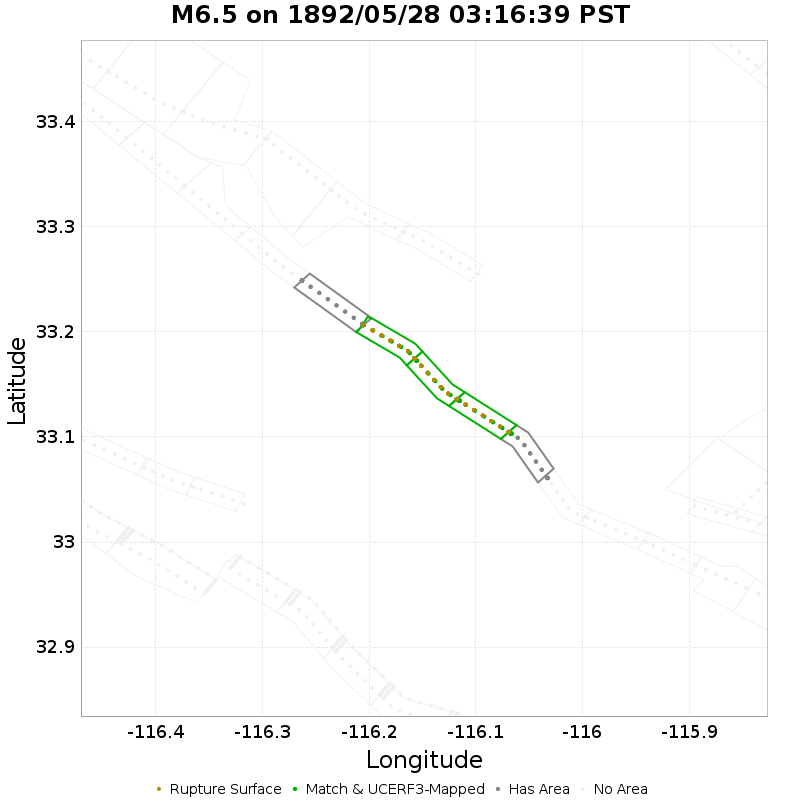 M6.5 on 1892/05/28 03:16:39 PST
33.4
33.3
33.2
33.1
33
32.9
Latitude
-116.4 -116.3 -116.2 -116.1 -116 -115.9
Longitude
Rupture Surface Match & UCERF3-Mapped Has Area No Area